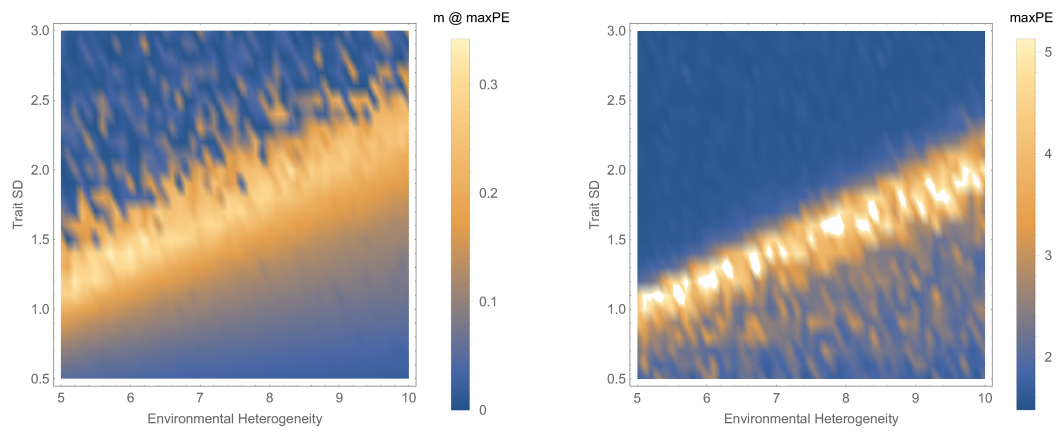 m @ maxPE
3.0
2.5
2.0
1.5
1.0
0.5
Trait SD
5 6 7 8 9 10
Environmental Heterogeneity
0.3
0.2
0.1
0
maxPE
3.0
2.5
2.0
1.5
1.0
0.5
Trait SD
5 6 7 8 9 10
Environmental Heterogeneity
5
4
3
2